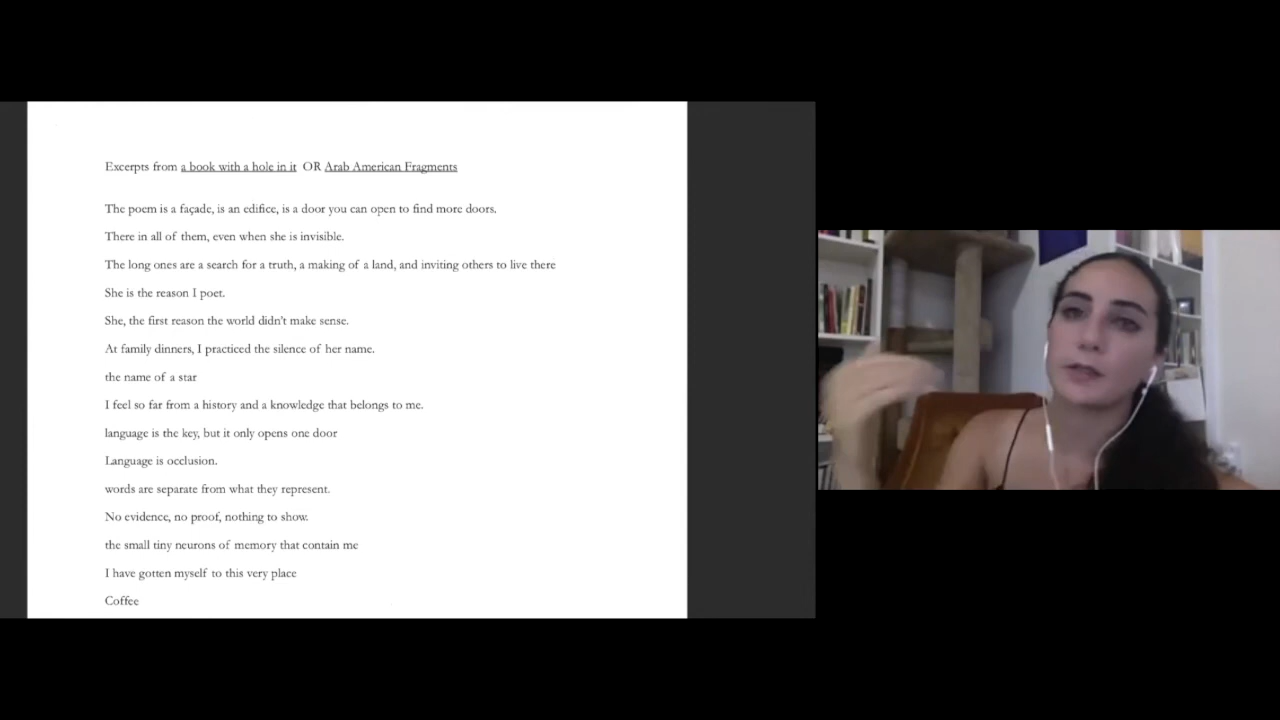 Excerpts from a book with a hole in it OR Arab American Fragments
The poem is a façade, is an edifice, is a door you can open to find more doors.
There in all of them, even when she is invisible.
The long ones are a search for a truth, a making of a land, and inviting others to live there
She is the reason I poet.
She, the first reason the world didn't make sense.
At family dinners, I practiced the silence of her name.
the name of a star
I feel so far from a history and a knowledge that belongs to me.
language is the key, but it only opens one door
Language is occlusion.
words are separate from what they represent.
No evidence, no proof, nothing to show.
the small tiny neurons of memory that contain me
I have gotten myself to this very place
Coffee